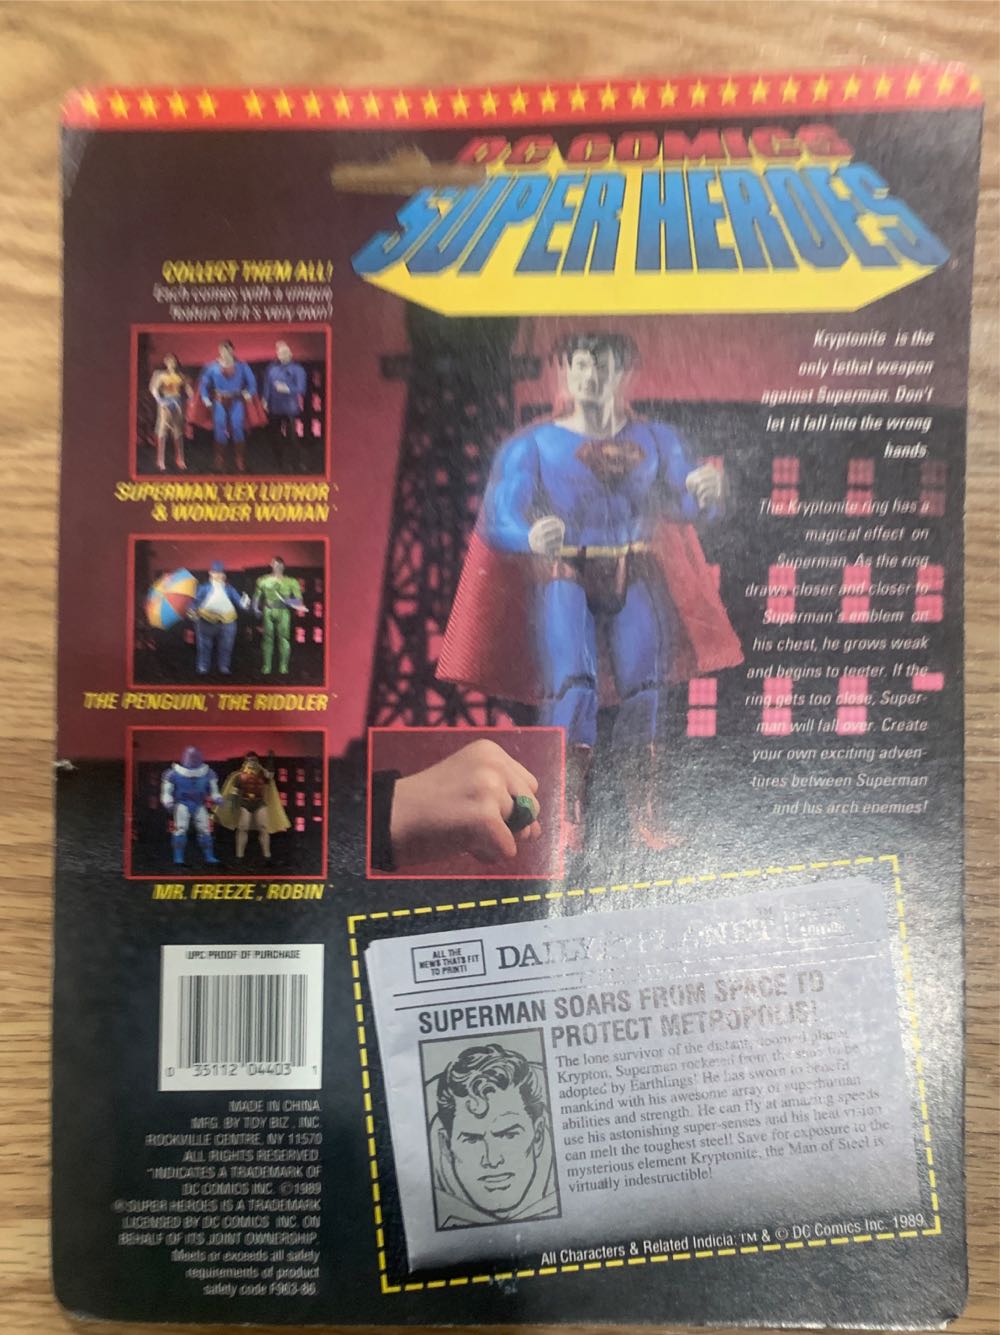 DC COMICS
SUPER HEROES
COLLECT THEM ALL!
Each comes with a unique
feature of it's very own!
SUPERMAN, LEX LUTHOR
& WONDER WOMAN
THE PENGUIN, THE RIDDLER
MR. FREEZE, ROBIN
Kryptonite is the
only lethal weapon
against Superman. Don't
let it fall into the wrong
hands.
The Kryptonite ring has a
magical effect on
Superman. As the ring
draws closer and closer to
Superman's emblem on
his chest, he grows weak
and begins to teeter. If the
ring gets too close, Super-
man will fall over. Create
your own exciting adven-
tures between Superman
and his arch enemies!
UPC PROOF OF PURCHASE
0 35112 04403 1
MADE IN CHINA
MFG. BY TOY BIZ, INC.
ROCKVILLE CENTRE, NY 11570
ALL RIGHTS RESERVED.
*INDICATES A TRADEMARK OF
DC COMICS INC. ©1989
® SUPER HEROES IS A TRADEMARK
LICENSED BY DC COMICS INC. ON
BEHALF OF ITS JOINT OWNERSHIP.
Meets or exceeds all safety
requirements of product
safety code F963-86.
ALL THE
NEWS THATS FIT
TO PRINT!
DAILY PLANET
EDITION
SUPERMAN SOARS FROM SPACE TO
PROTECT METROPOLIS!
The lone survivor of the distant, doomed planet
Krypton, Superman rocketed from the stars to be
adopted by Earthlings! He has sworn to benefit
mankind with his awesome array of superhuman
abilities and strength. He can fly at amazing speeds
use his astonishing super-senses and his heat vision
can melt the toughest steel! Save for exposure to the
mysterious element Kryptonite, the Man of Steel is
virtually indestructible!
All Characters & Related Indicia: TM & © DC Comics Inc. 1989.